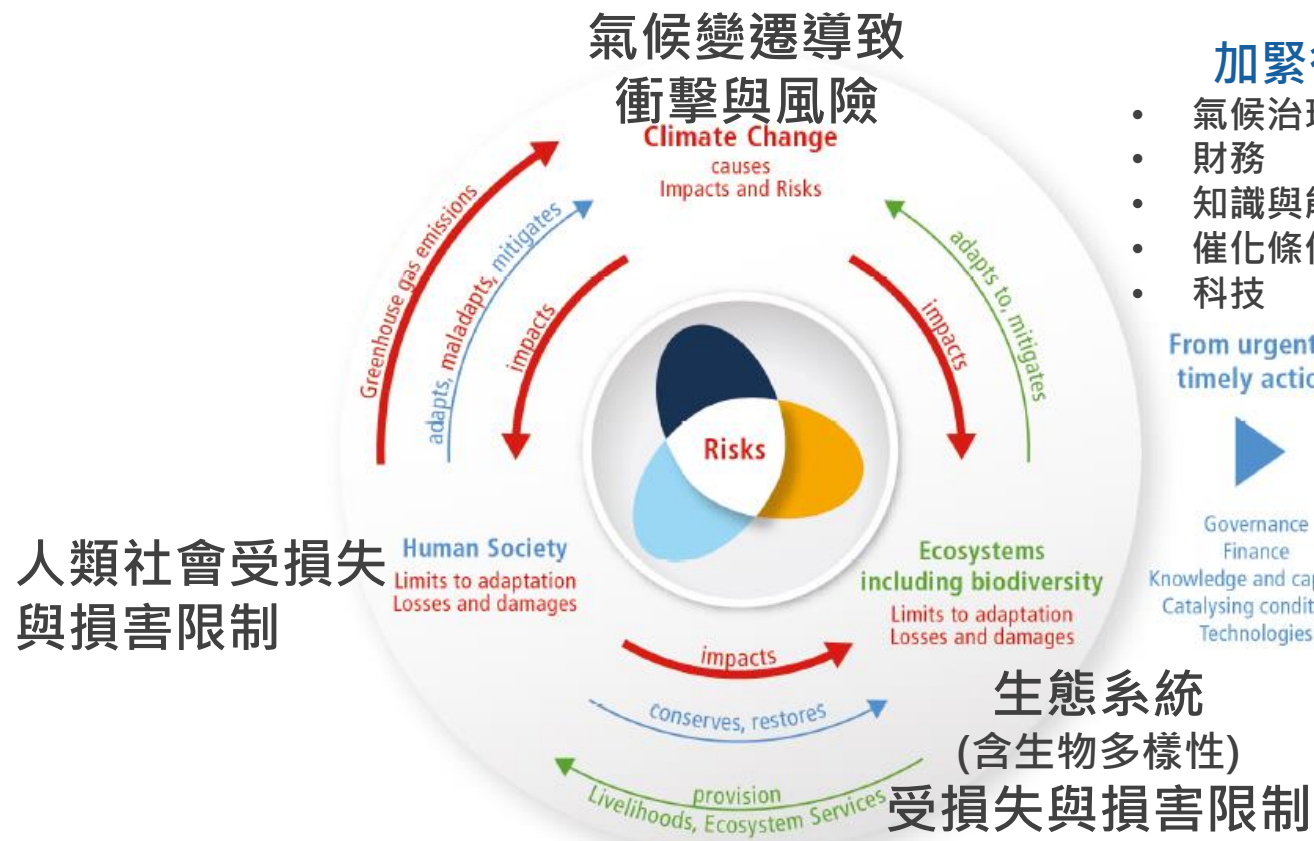 氣候變遷導致
衝擊與風險
Climate Change
causes
Impacts and Risks
Greenhouse gas emissions
adapts, maladapts, mitigates
impacts
impacts
adapts to, mitigates
Risks
人類社會受損失
與損害限制
Human Society
Limits to adaptation
Losses and damages
Ecosystems
including biodiversity
Limits to adaptation
Losses and damages
impacts
conserves, restores
provision
Livelihoods, Ecosystem Services
生態系統
(含生物多樣性)
受損失與損害限制
加緊
• 氣候治
• 財務
• 知識與
• 催化條
• 科技
From urgent
timely actio
Governance
Finance
Knowledge and cap
Catalysing condit
Technologies